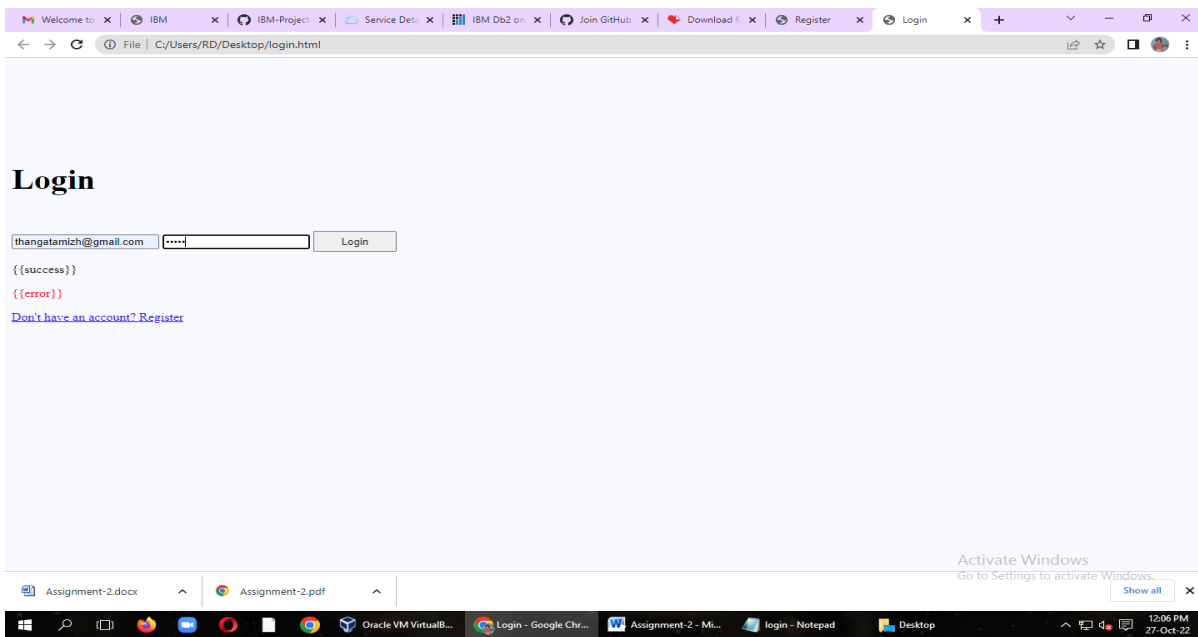 Welcome to
IBM
IBM-Project
Service Deta
IBM Db2 on
Join GitHub
Download fi
Register
Login
File | C:/Users/RD/Desktop/login.html
Login
thangatamizh@gmail.com ••••• Login
{{success}}
{{error}}
Don't have an account? Register
Activate Windows
Go to Settings to activate Windows.
Assignment-2.docx
Assignment-2.pdf
Show all
Oracle VM VirtualB...
Login - Google Chr...
Assignment-2 - Mi...
login - Notepad
Desktop
12:06 PM
27-Oct-22